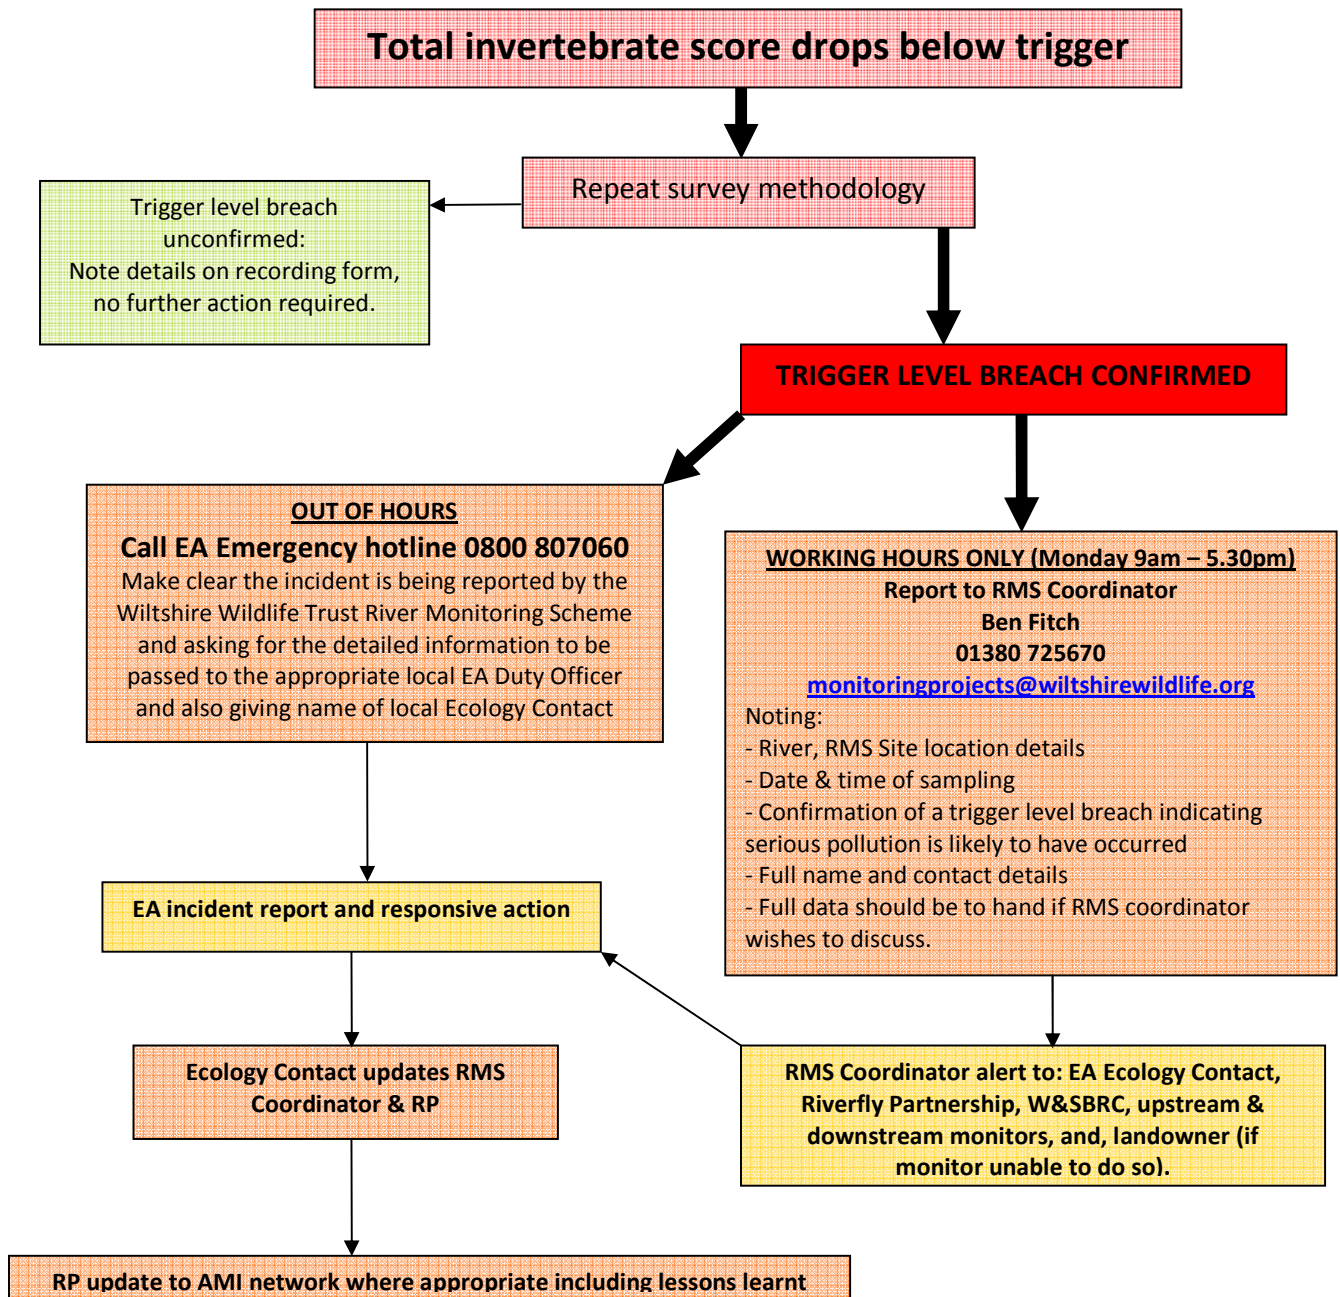 Total invertebrate score drops below trigger
Repeat survey methodology
Trigger level breach
unconfirmed:
Note details on recording form,
no further action required.
TRIGGER LEVEL BREACH CONFIRMED
OUT OF HOURS
Call EA Emergency hotline 0800 807060
Make clear the incident is being reported by the
Wiltshire Wildlife Trust River Monitoring Scheme
and asking for the detailed information to be
passed to the appropriate local EA Duty Officer
and also giving name of local Ecology Contact
WORKING HOURS ONLY (Monday 9am – 5.30pm)
Report to RMS Coordinator
Ben Fitch
01380 725670
monitoringprojects@wiltshirewildlife.org
Noting:
- River, RMS Site location details
- Date & time of sampling
- Confirmation of a trigger level breach indicating
serious pollution is likely to have occurred
- Full name and contact details
- Full data should be to hand if RMS coordinator
wishes to discuss.
EA incident report and responsive action
Ecology Contact updates RMS
Coordinator & RP
RMS Coordinator alert to: EA Ecology Contact,
Riverfly Partnership, W&SBRC, upstream &
downstream monitors, and, landowner (if
monitor unable to do so).
RP update to AMI network where appropriate including lessons learnt